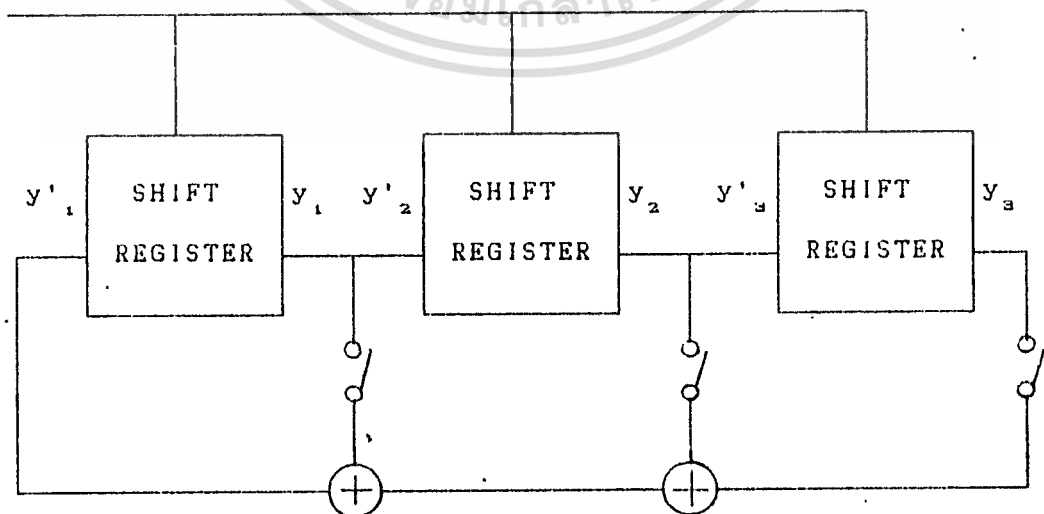 y'₁ SHIFT REGISTER y₁
y'₂ SHIFT REGISTER y₂
y'₃ SHIFT REGISTER y₃